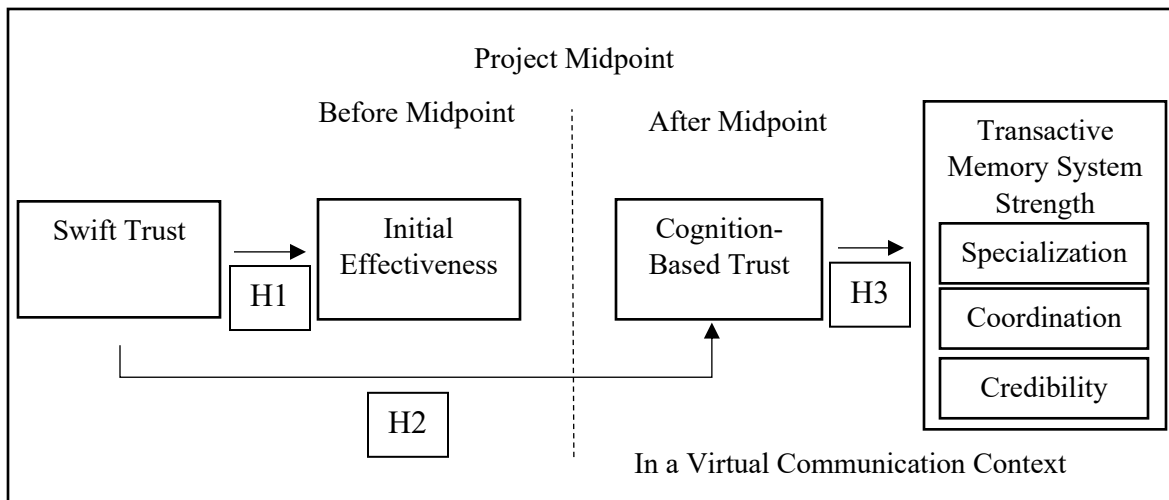 Project Midpoint
Before Midpoint
After Midpoint
Swift Trust
H1
Initial
Effectiveness
H2
Cognition-
Based Trust
H3
Transactive
Memory System
Strength
Specialization
Coordination
Credibility
In a Virtual Communication Context